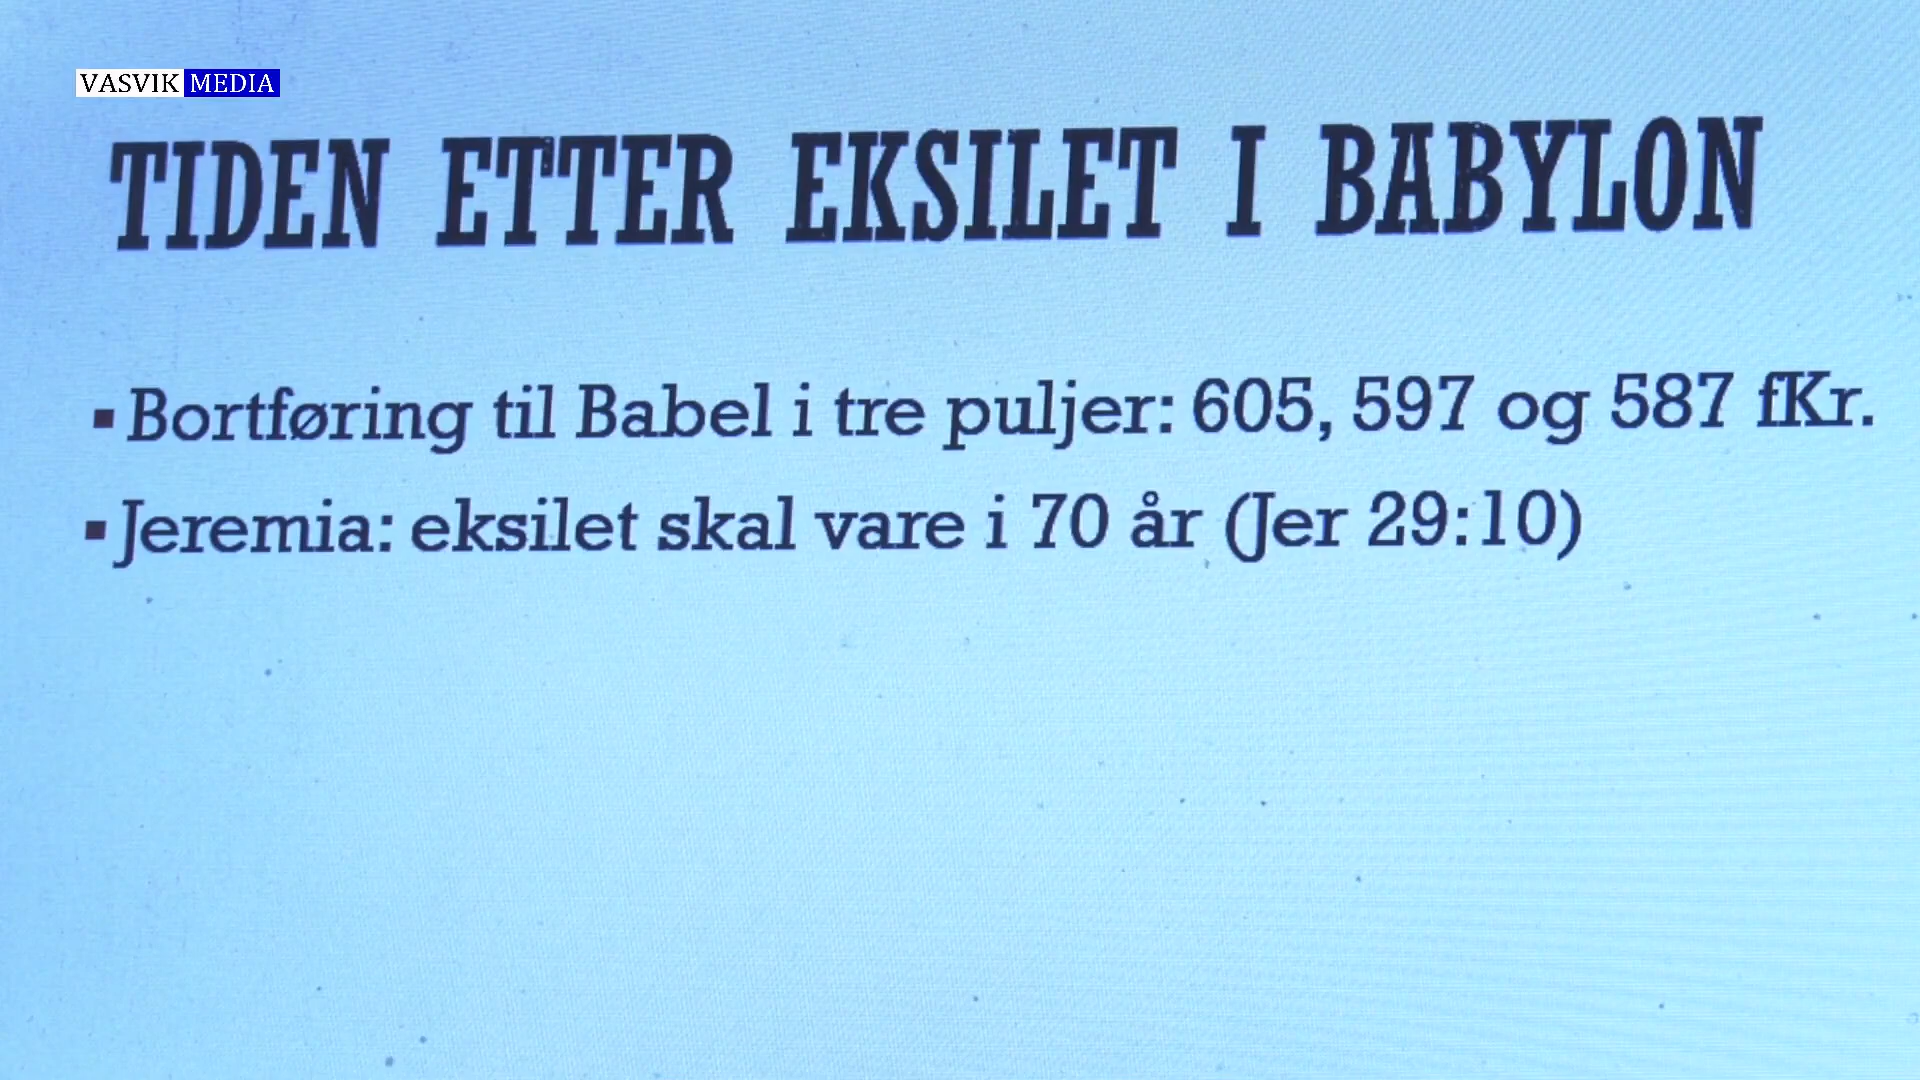 VASVIK MEDIA
TIDEN ETTER EKSILET I BABYLON
▪ Bortføring til Babel i tre puljer: 605, 597 og 587 fKr.
▪ Jeremia: eksilet skal vare i 70 år (Jer 29:10)